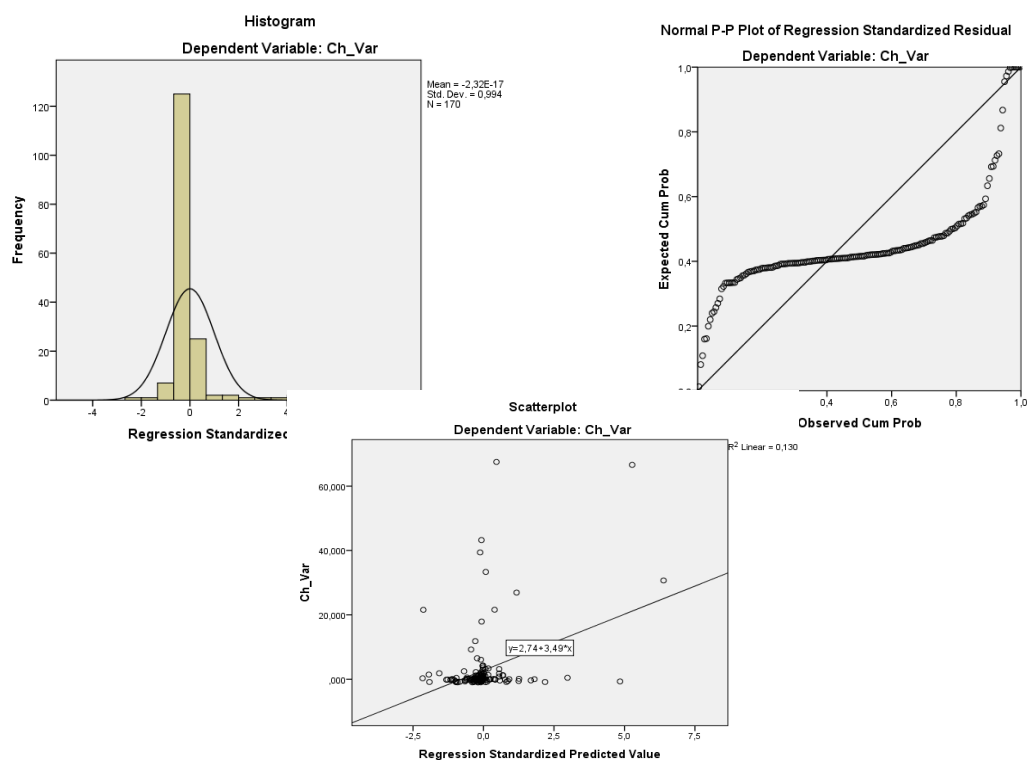 Histogram
Dependent Variable: Ch_Var
Mean = -2,32E-17
Std. Dev. = 0,994
N = 170
120
100
80
60
40
20
0
Frequency
-4
-2
0
2
4
Regression Standardized
Normal P-P Plot of Regression Standardized Residual
Dependent Variable: Ch_Var
1,0
0,8
0,6
0,4
0,2
Expected Cum Prob
0,4
0,6
0,8
1,0
Observed Cum Prob
Scatterplot
Dependent Variable: Ch_Var
R2 Linear = 0,130
60,000
40,000
20,000
,000
Ch_Var
y=2,74+3,49*x
-2,5
0,0
2,5
5,0
7,5
Regression Standardized Predicted Value